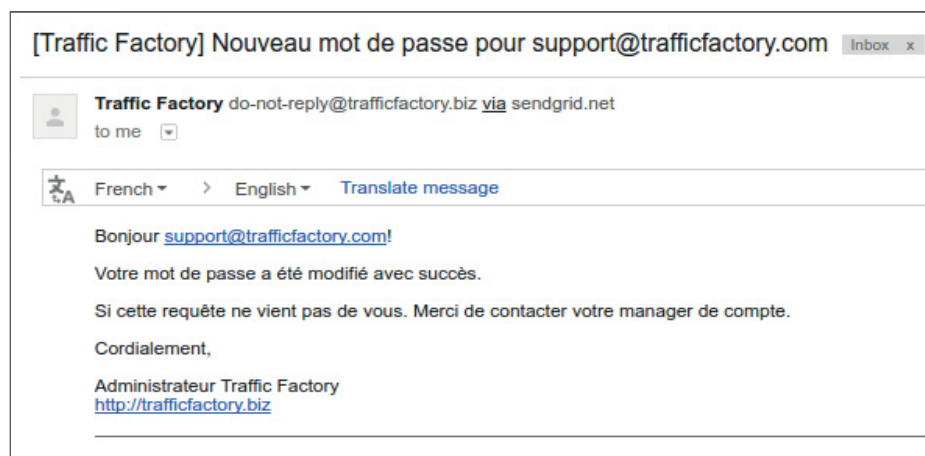 [Traffic Factory] Nouveau mot de passe pour support@trafficfactory.com Inbox x
Traffic Factory do-not-reply@trafficfactory.biz via sendgrid.net
to me
French > English Translate message
Bonjour support@trafficfactory.com!
Votre mot de passe a été modifié avec succès.
Si cette requête ne vient pas de vous. Merci de contacter votre manager de compte.
Cordialement,
Administrateur Traffic Factory
http://trafficfactory.biz